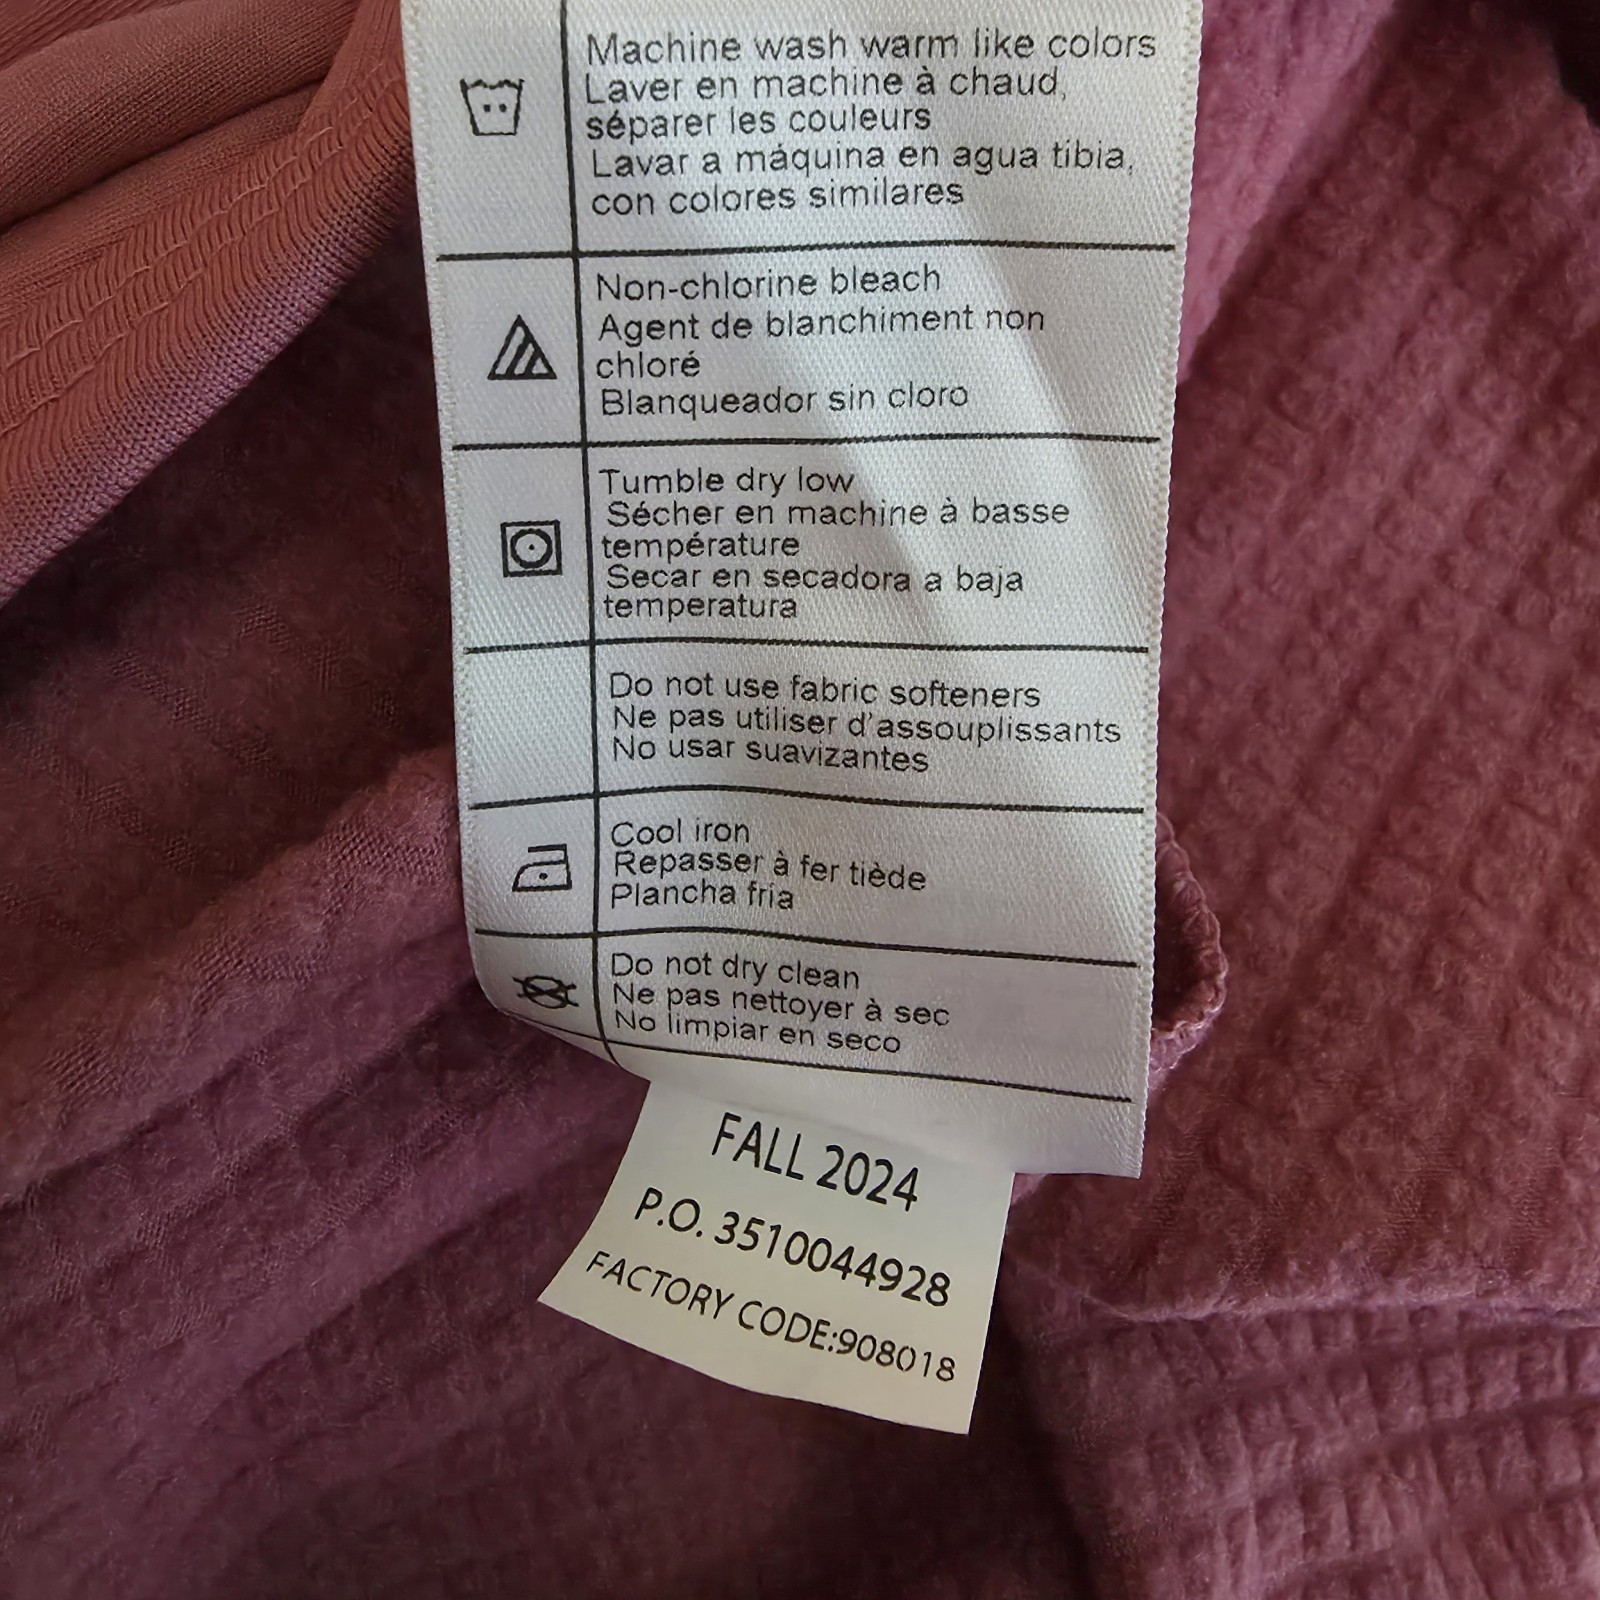 Machine wash warm like colors
Laver en machine à chaud,
séparer les couleurs
Lavar a máquina en agua tibia,
con colores similares
Non-chlorine bleach
Agent de blanchiment non
chloré
Blanqueador sin cloro
Tumble dry low
Sécher en machine à basse
température
Secar en secadora a baja
temperatura
Do not use fabric softeners
Ne pas utiliser d'assouplissants
No usar suavizantes
Cool iron
Repasser à fer tiède
Plancha fría
Do not dry clean
Ne pas nettoyer à sec
No limpiar en seco
FALL 2024
P.O. 3510044928
FACTORY CODE:908018